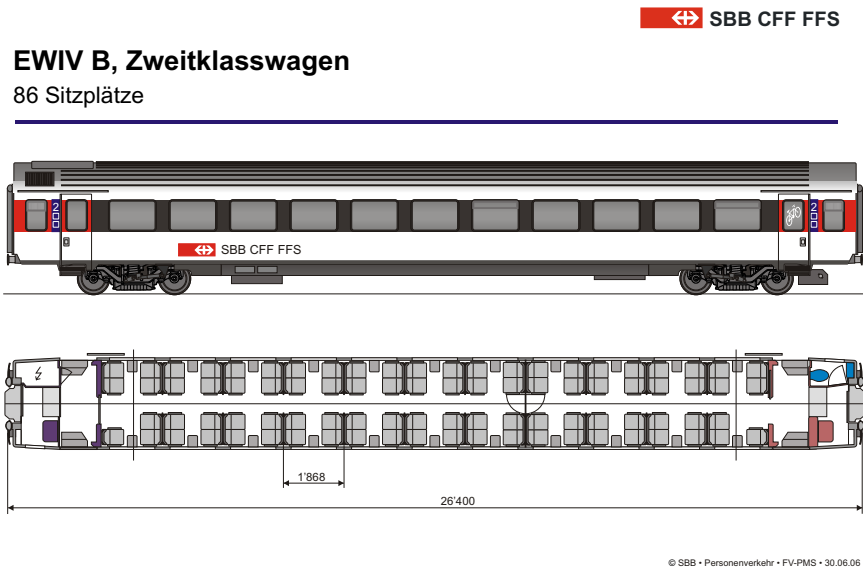 SBB CFF FFS
EWIV B, Zweitklasswagen
86 Sitzplätze
200
200
SBB CFF FFS
1'868
26'400
© SBB • Personenverkehr • FV-PMS • 30.06.06